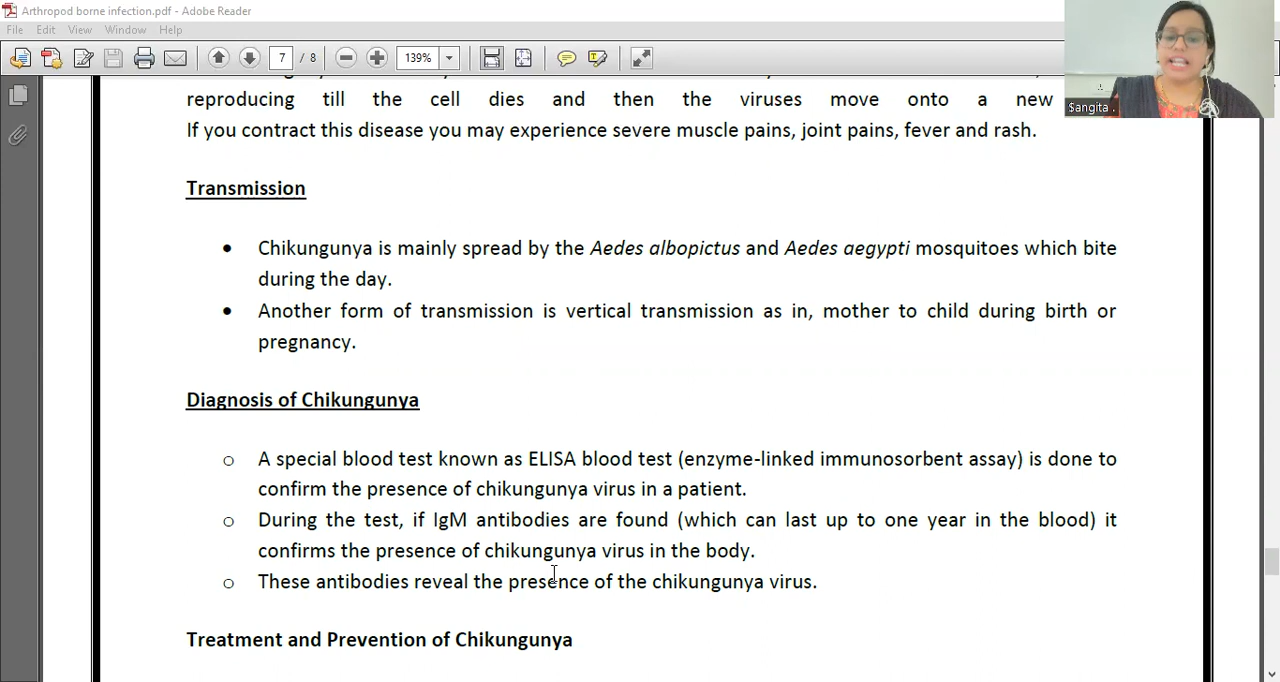 Arthropod borne infection.pdf - Adobe Reader
File Edit View Window Help
7 / 8 139%
Sangita .
reproducing till the cell dies and then the viruses move onto a new
If you contract this disease you may experience severe muscle pains, joint pains, fever and rash.
Transmission
• Chikungunya is mainly spread by the Aedes albopictus and Aedes aegypti mosquitoes which bite
during the day.
• Another form of transmission is vertical transmission as in, mother to child during birth or
pregnancy.
Diagnosis of Chikungunya
o A special blood test known as ELISA blood test (enzyme-linked immunosorbent assay) is done to
confirm the presence of chikungunya virus in a patient.
o During the test, if IgM antibodies are found (which can last up to one year in the blood) it
confirms the presence of chikungunya virus in the body.
o These antibodies reveal the presence of the chikungunya virus.
Treatment and Prevention of Chikungunya